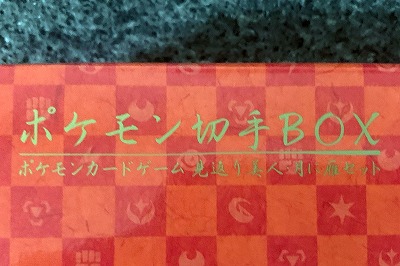 ポケモン切手BOX
ポケモンカードゲーム 見返り美人・月に雁セット